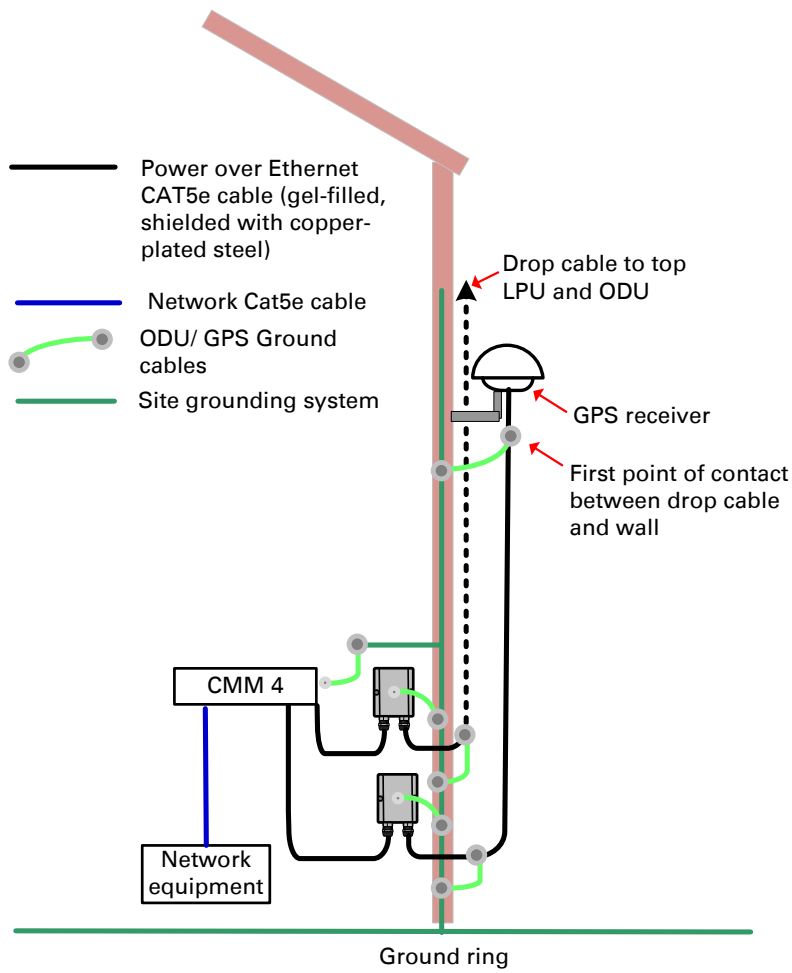 Power over Ethernet
CAT5e cable (gel-filled,
shielded with copper-
plated steel)
Network Cat5e cable
ODU/ GPS Ground
cables
Site grounding system
Drop cable to top
LPU and ODU
GPS receiver
First point of contact
between drop cable
and wall
CMM 4
Network
equipment
Ground ring